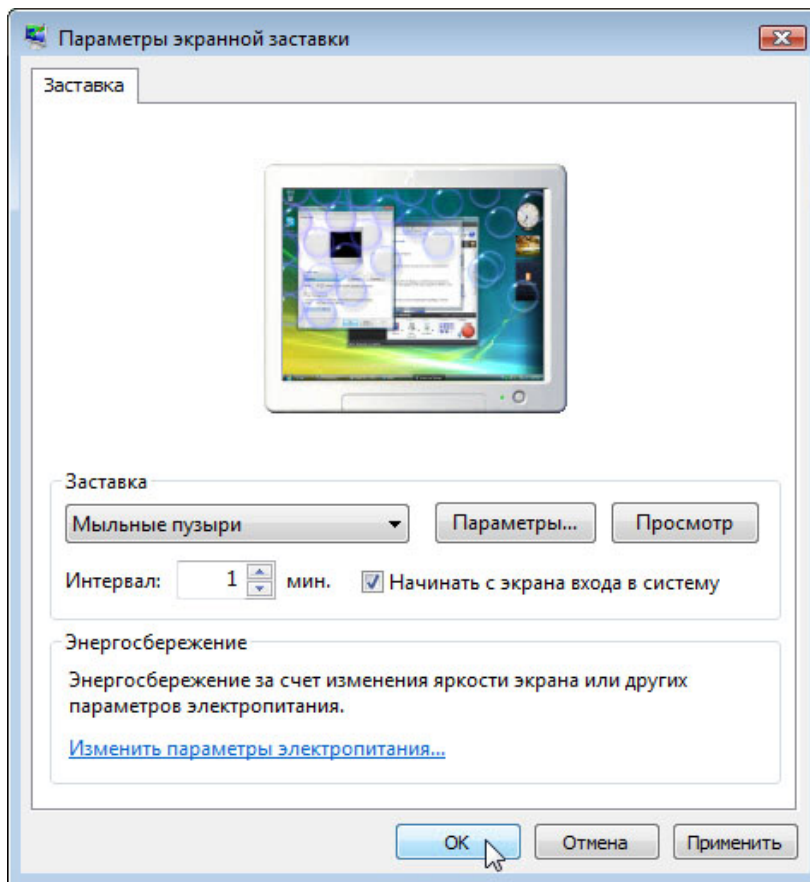 Параметры экранной заставки
Заставка
Заставка
Мыльные пузыри
Параметры...
Просмотр
Интервал:
1
мин.
Начинать с экрана входа в систему
Энергосбережение
Энергосбережение за счет изменения яркости экрана или других
параметров электропитания.
Изменить параметры электропитания...
ОК
Отмена
Применить